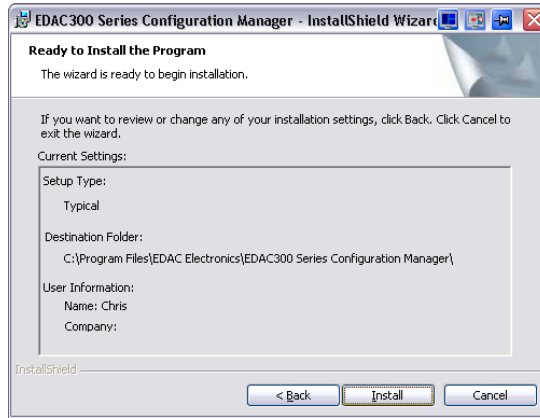 EDAC300 Series Configuration Manager - InstallShield Wizard
Ready to Install the Program
The wizard is ready to begin installation.
If you want to review or change any of your installation settings, click Back. Click Cancel to
exit the wizard.
Current Settings:
Setup Type:
Typical
Destination Folder:
C:\Program Files\EDAC Electronics\EDAC300 Series Configuration Manager\
User Information:
Name: Chris
Company:
InstallShield
< Back
Install
Cancel